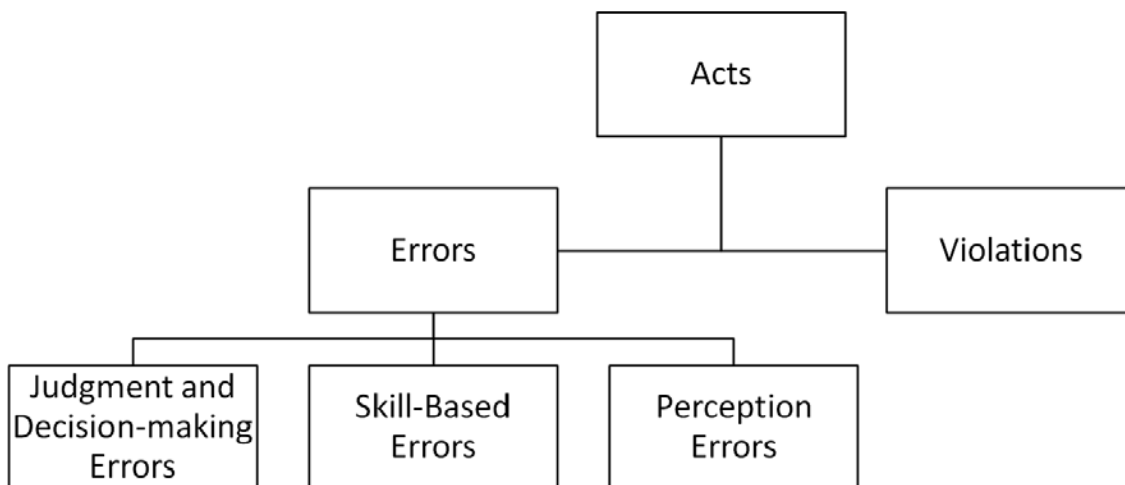 Acts
Errors
Violations
Judgment and
Decision-making
Errors
Skill-Based
Errors
Perception
Errors